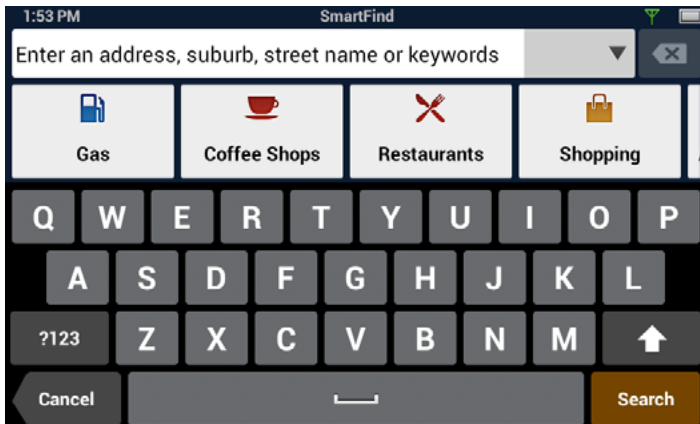 1:53 PM SmartFind
Enter an address, suburb, street name or keywords
Gas Coffee Shops Restaurants Shopping
Q W E R T Y U I O P
A S D F G H J K L
?123 Z X C V B N M
Cancel Search